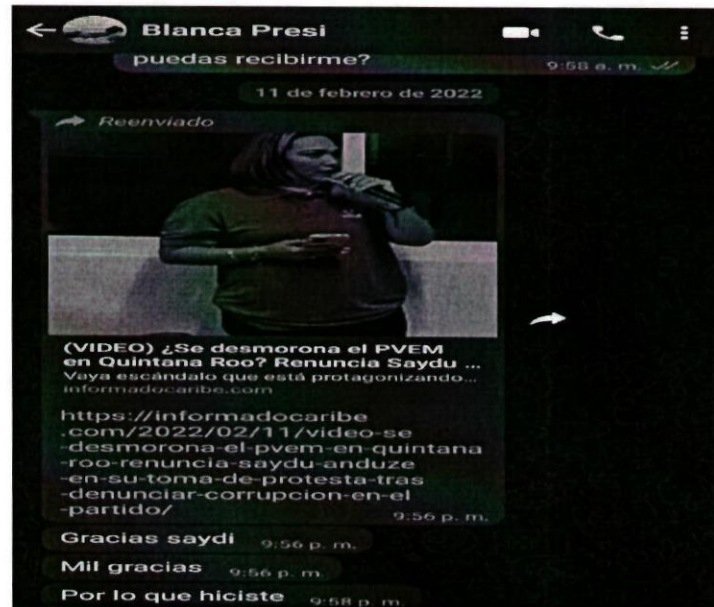 Blanca Presi
puedas recibirme?
9:58 a. m.
11 de febrero de 2022
Reenviado
(VIDEO) ¿Se desmorona el PVEM
en Quintana Roo? Renuncia Saydu ...
Vaya escándalo que está protagonizando...
informadocaribe.com
https://informadocaribe
.com/2022/02/11/video-se
-desmorona-el-pvem-en-quintana
-roo-renuncia-saydu-anduze
-en-su-toma-de-protesta-tras
-denunciar-corrupcion-en-el
-partido/
9:56 p. m.
Gracias saydi 9:56 p. m.
Mil gracias 9:56 p. m.
Por lo que hiciste 9:58 p. m.